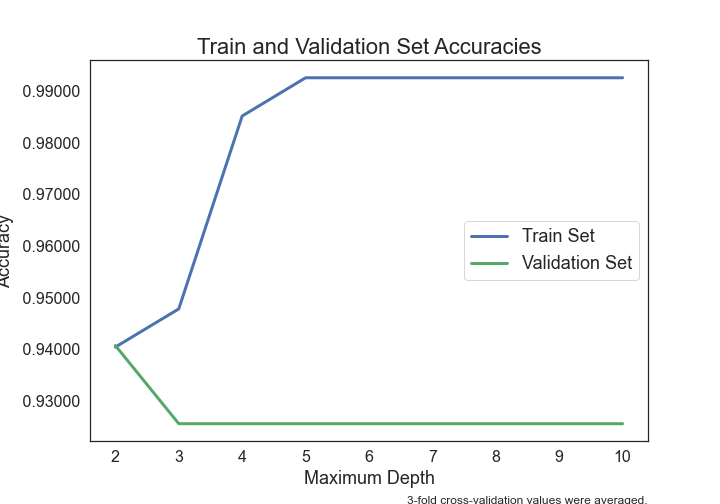 Train and Validation Set Accuracies
0.99000
0.98000
0.97000
0.96000
0.95000
0.94000
0.93000
Accuracy
Train Set
Validation Set
2 3 4 5 6 7 8 9 10
Maximum Depth
3-fold cross-validation values were averaged.